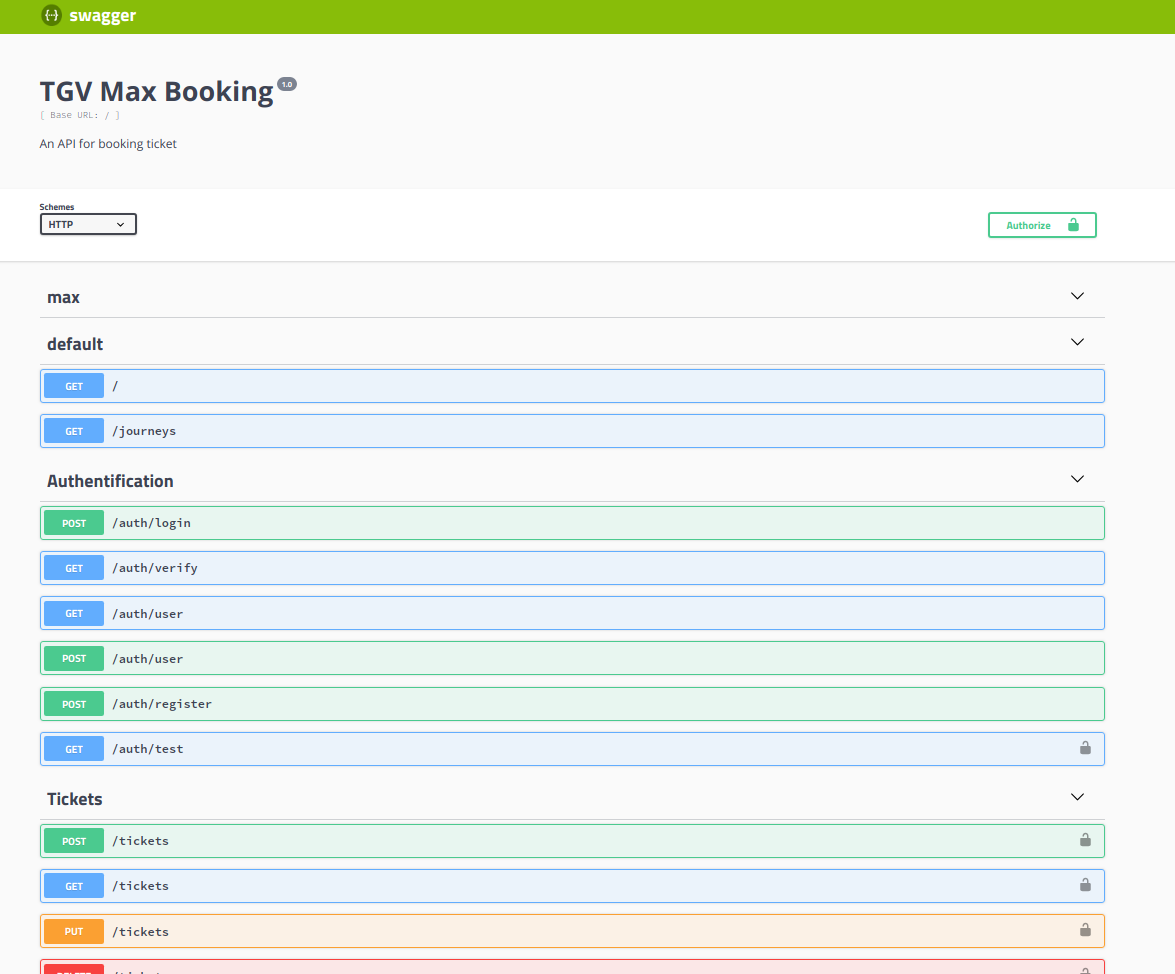 swagger
TGV Max Booking 1.0
[ Base URL: / ]
An API for booking ticket
Schemes
HTTP
Authorize
max
default
GET /
GET /journeys
Authentification
POST /auth/login
GET /auth/verify
GET /auth/user
POST /auth/user
POST /auth/register
GET /auth/test
Tickets
POST /tickets
GET /tickets
PUT /tickets